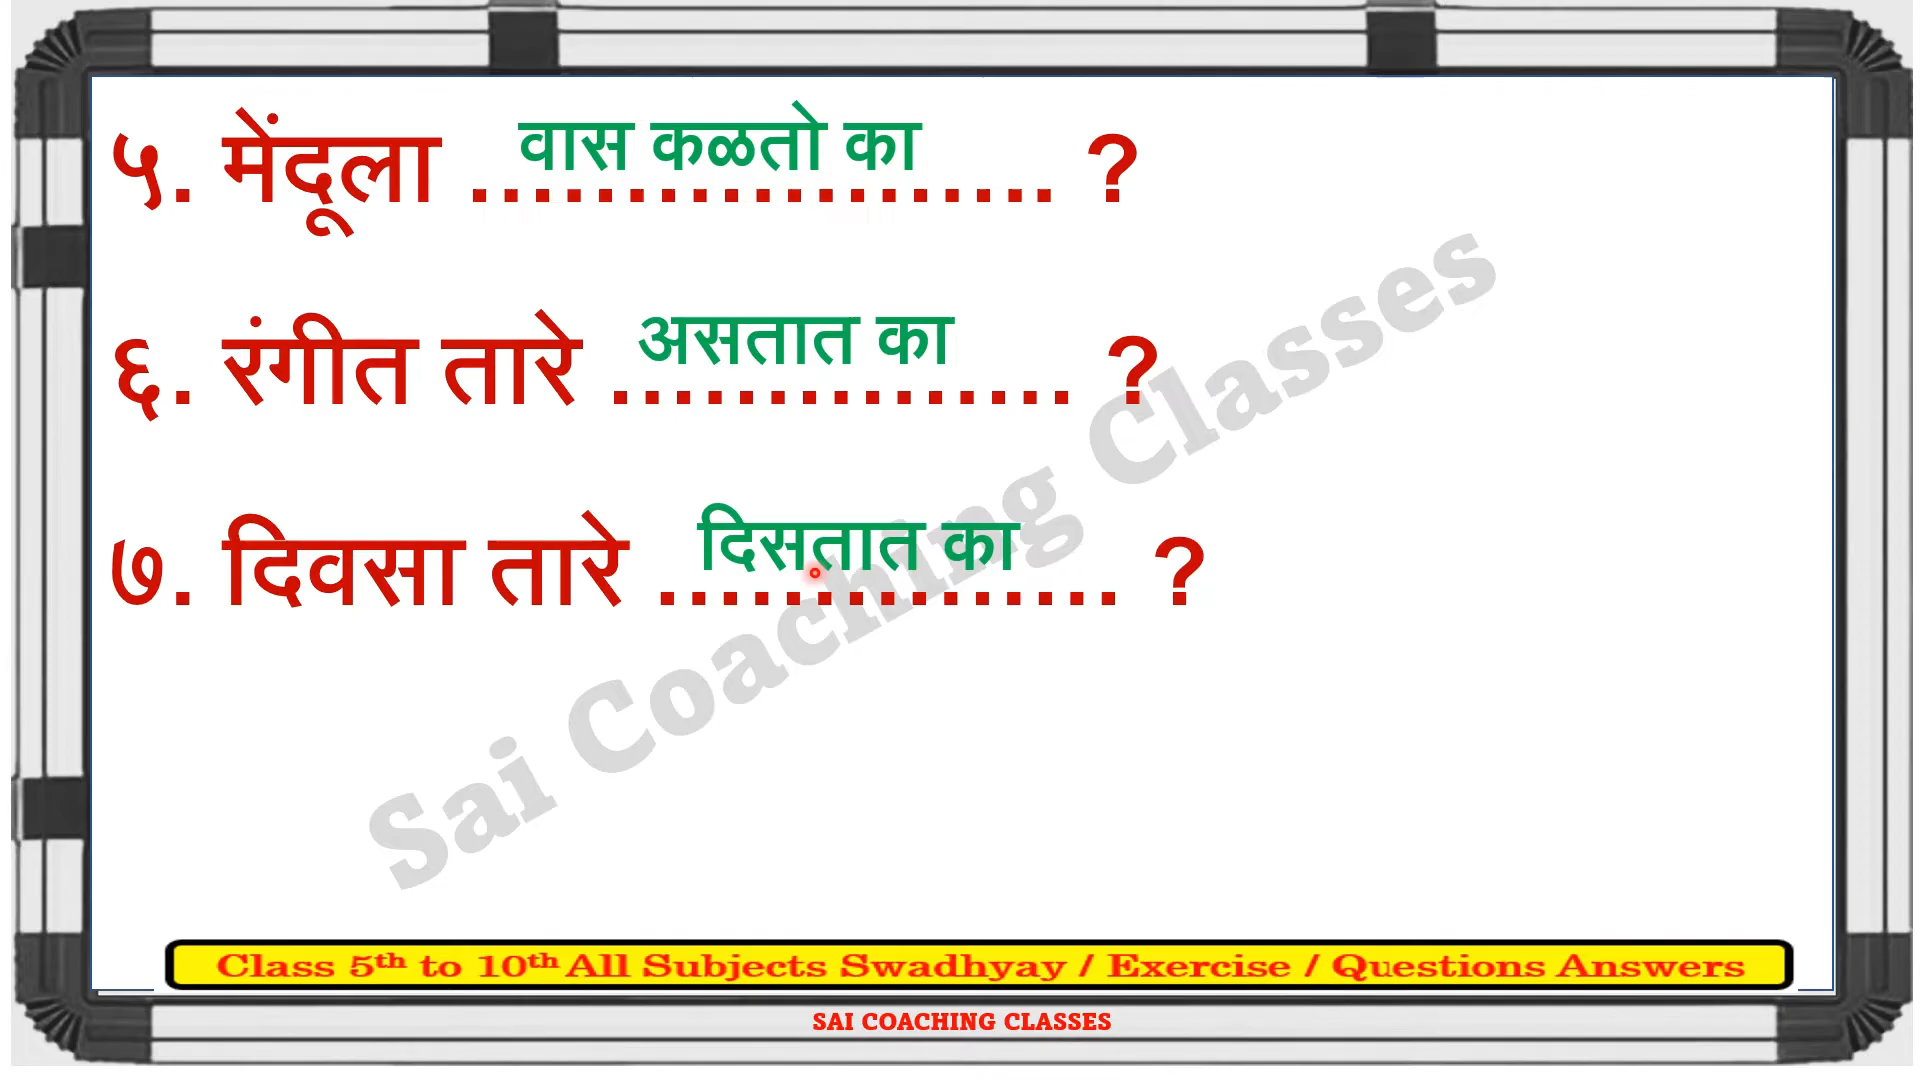 ५. मेंदूला .................. वास कळतो का ?
६. रंगीत तारे ............... असतात का ?
७. दिवसा तारे ............... दिसतात का ?
Sai Coaching Classes
Class 5th to 10th All Subjects Swadhyay / Exercise / Questions Answers
SAI COACHING CLASSES